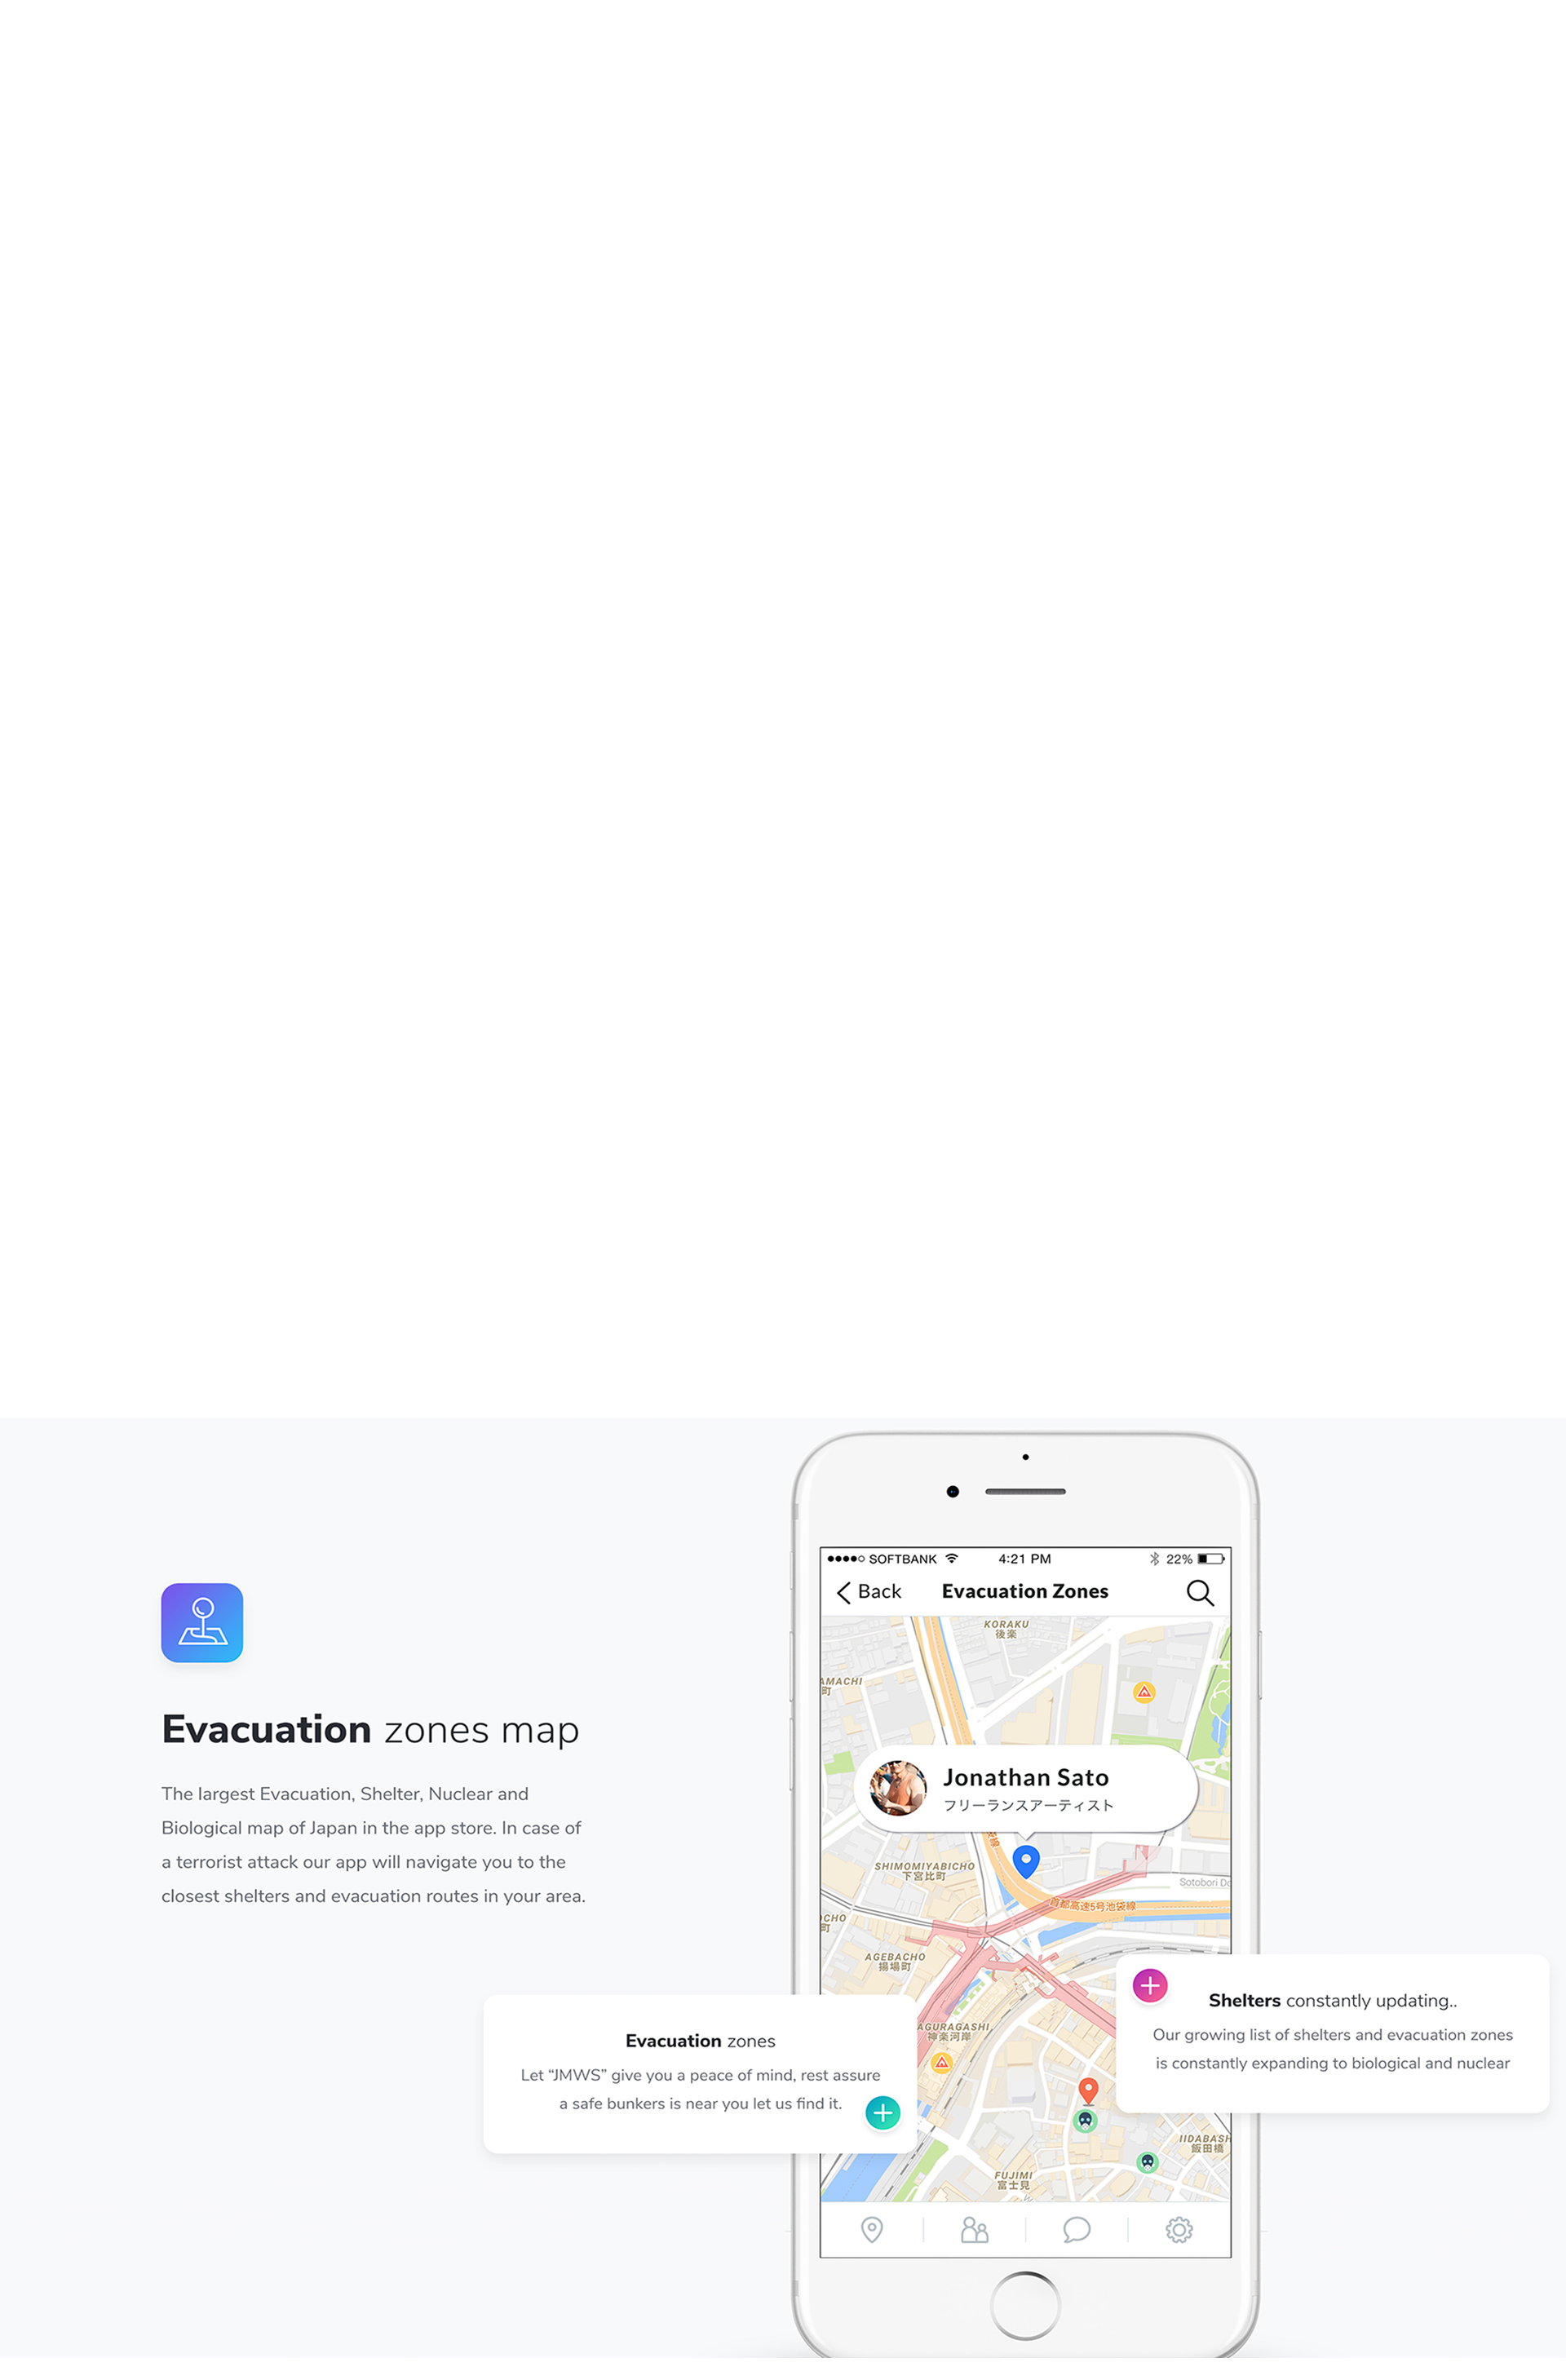 SOFTBANK 4:21 PM 22%
Back Evacuation Zones
KORAKU
後楽
AMACHI
町
Evacuation zones map
Jonathan Sato
フリーランスアーティスト
The largest Evacuation, Shelter, Nuclear and
Biological map of Japan in the app store. In case of
a terrorist attack our app will navigate you to the
closest shelters and evacuation routes in your area.
線
SHIMOMIYABICHO
下宮比町
Sotobori Do
首都高速5号池袋線
OCHO
町
AGEBACHO
揚場町
Shelters constantly updating..
Our growing list of shelters and evacuation zones
is constantly expanding to biological and nuclear
AGURAGASHI
神楽河岸
Evacuation zones
Let “JMWS” give you a peace of mind, rest assure
a safe bunkers is near you let us find it.
IIDABASH
飯田橋
FUJIMI
富士見